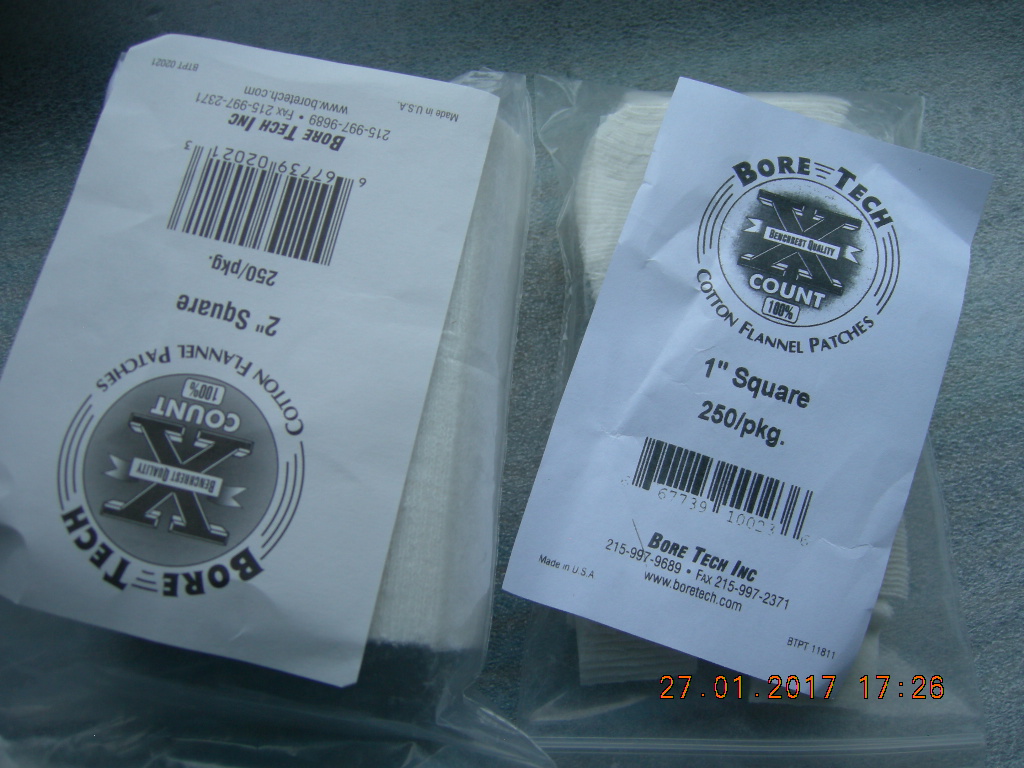 BORE TECH
X
BENCHREST QUALITY
COUNT
100%
COTTON FLANNEL PATCHES
2" Square
250/pkg.
6 67739 02021 3
BORE TECH INC
215-997-9689 • FAX 215-997-2371
www.boretech.com
Made in U.S.A.
BTPT 02021
BORE TECH
X
BENCHREST QUALITY
COUNT
100%
COTTON FLANNEL PATCHES
1" Square
250/pkg.
67739 10023 6
BORE TECH INC
215-997-9689 • FAX 215-997-2371
www.boretech.com
Made in U.S.A
BTPT 11811
27.01.2017 17:26